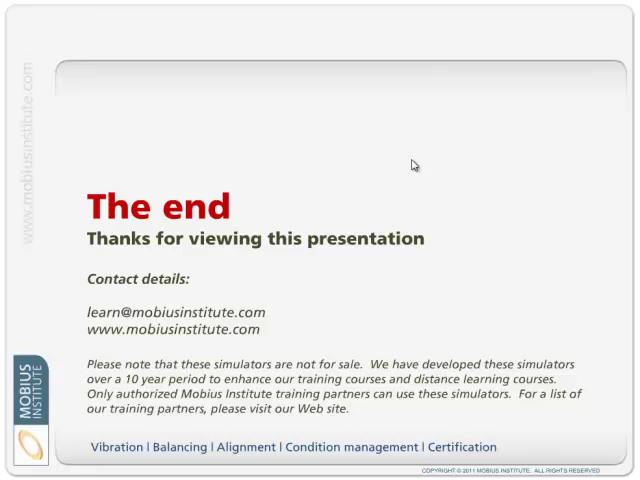 www.mobiusinstitute.com
The end
Thanks for viewing this presentation
Contact details:
learn@mobiusinstitute.com
www.mobiusinstitute.com
Please note that these simulators are not for sale. We have developed these simulators
over a 10 year period to enhance our training courses and distance learning courses.
Only authorized Mobius Institute training partners can use these simulators. For a list of
our training partners, please visit our Web site.
MOBIUS
INSTITUTE
Vibration | Balancing | Alignment | Condition management | Certification
COPYRIGHT © 2011 MOBIUS INSTITUTE. ALL RIGHTS RESERVED